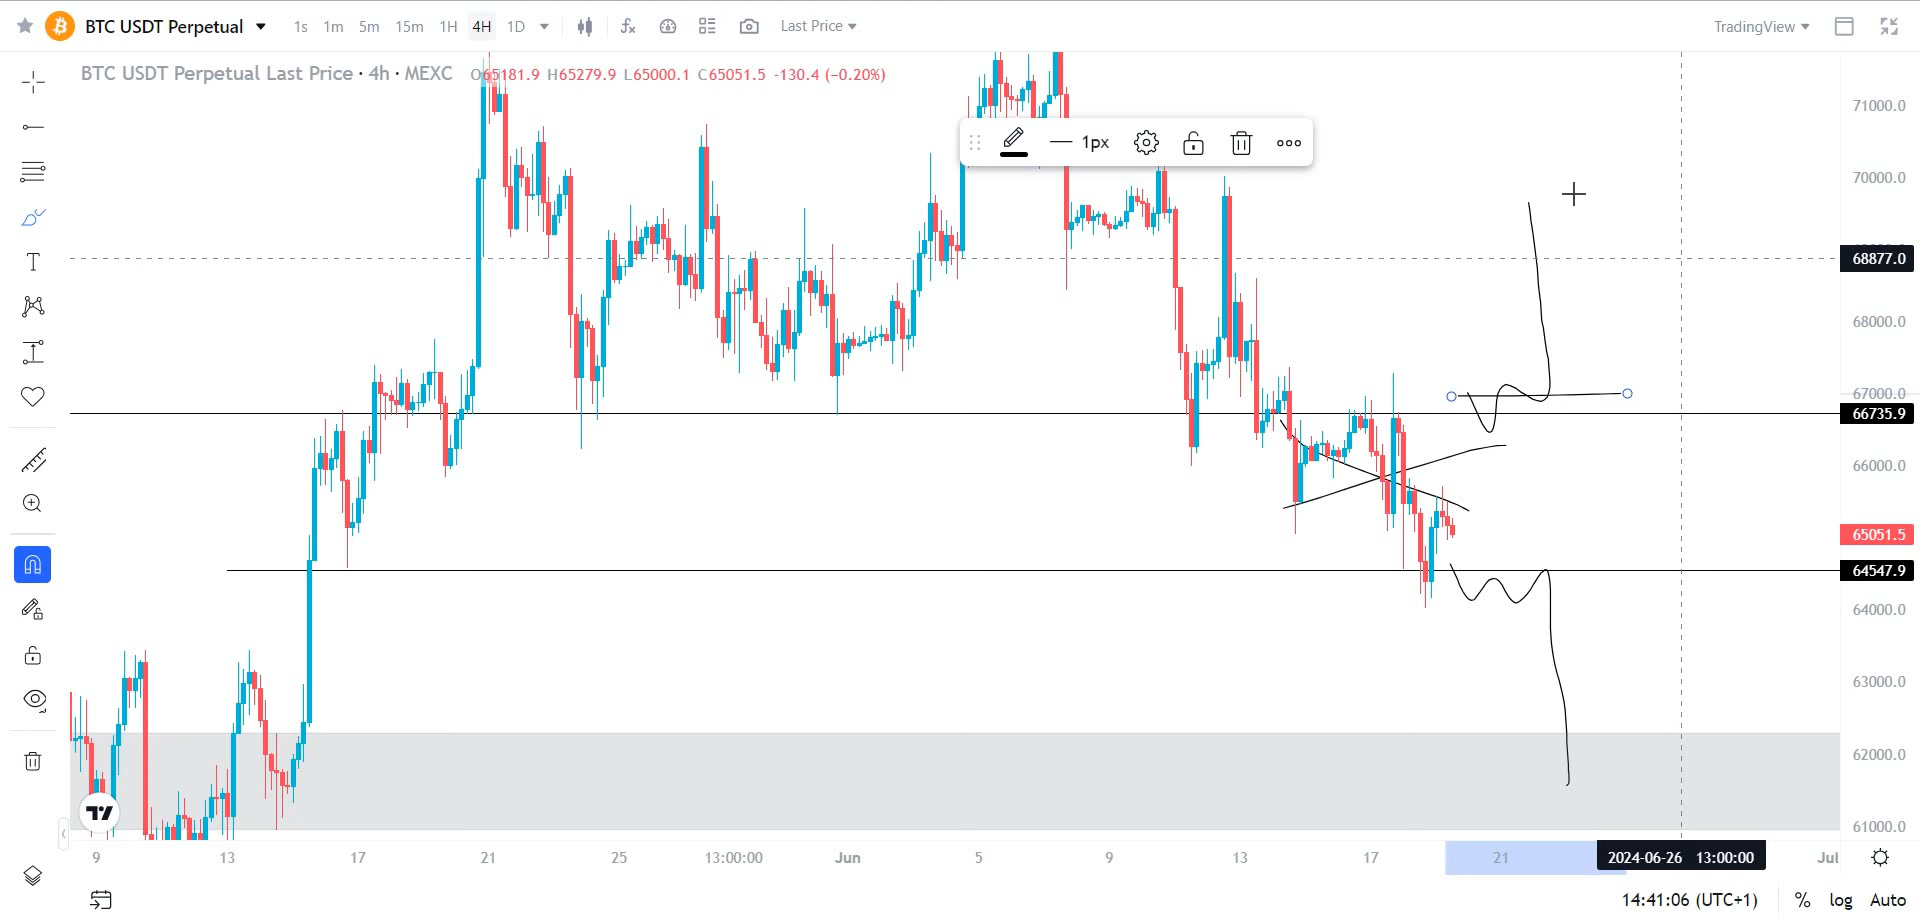 BTC USDT Perpetual 1s 1m 5m 15m 1H 4H 1D Last Price TradingView
BTC USDT Perpetual Last Price · 4h · MEXC O65181.9 H65279.9 L65000.1 C65051.5 -130.4 (−0.20%)
71000.0
1px
70000.0
68877.0
68000.0
67000.0
66735.9
66000.0
65051.5
64547.9
64000.0
63000.0
62000.0
61000.0
9 13 17 21 25 13:00:00 Jun 5 9 13 17 21 2024-06-26 13:00:00 Jul
14:41:06 (UTC+1) % log Auto